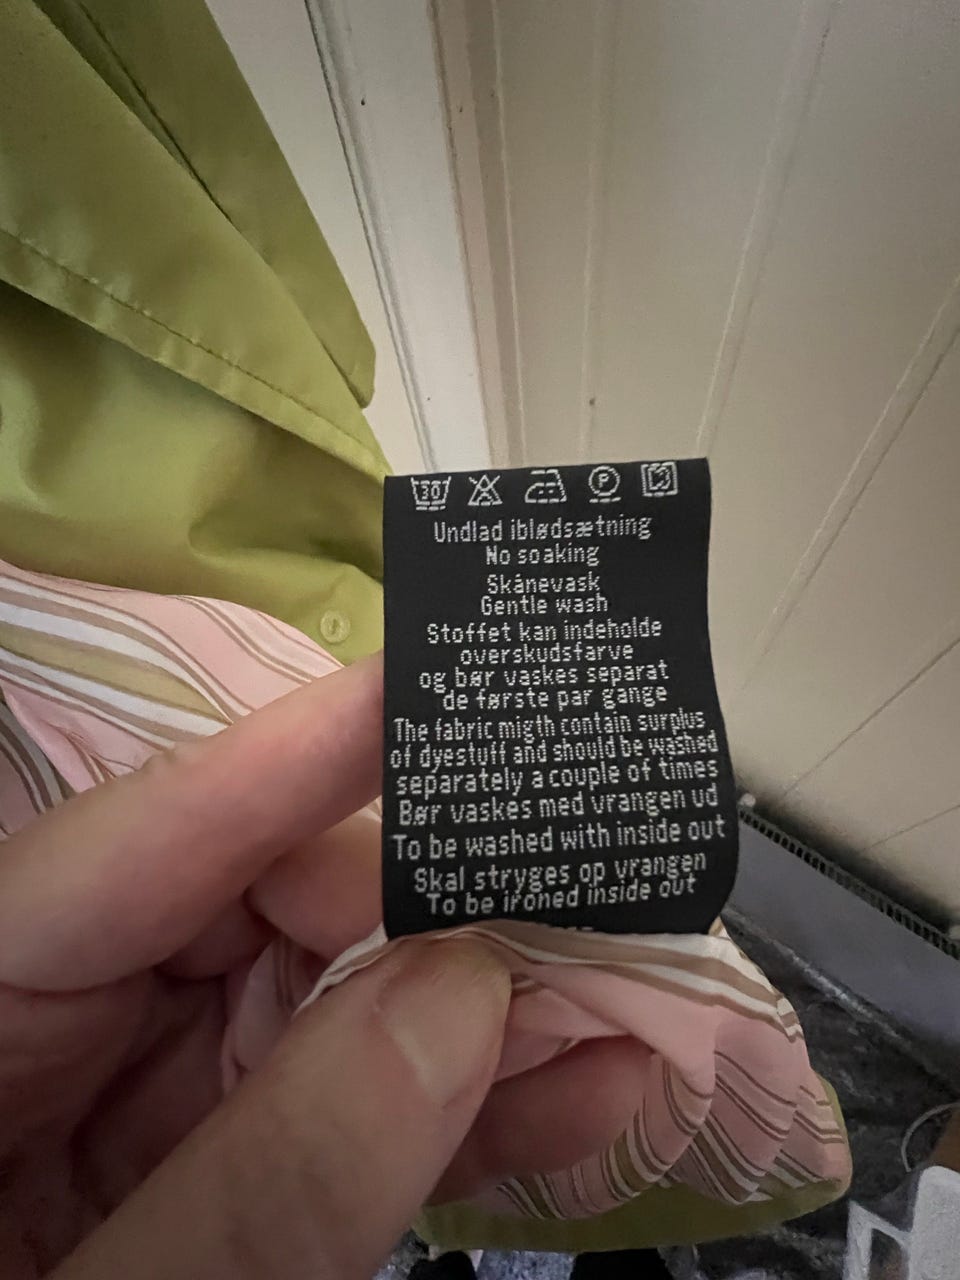 30 P
Undlad iblødsætning
No soaking
Skånevask
Gentle wash
Stoffet kan indeholde
overskudsfarve
og bør vaskes separat
de første par gange
The fabric migth contain surplus
of dyestuff and should be washed
separately a couple of times
Bør vaskes med vrangen ud
To be washed with inside out
Skal stryges op vrangen
To be ironed inside out